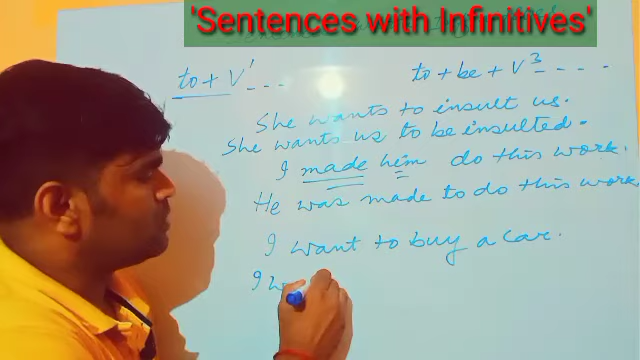 'Sentences with Infinitives'
to + V¹ ....
to + be + V³ ....
She wants to insult us.
She wants us to be insulted.
I made him do this work.
He was made to do this work
I want to buy a car.
I w